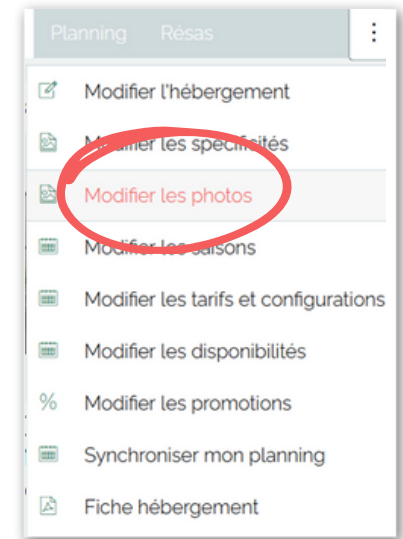 Planning Résas
Modifier l'hébergement
Modifier les spécificités
Modifier les photos
Modifier les saisons
Modifier les tarifs et configurations
Modifier les disponibilités
% Modifier les promotions
Synchroniser mon planning
Fiche hébergement